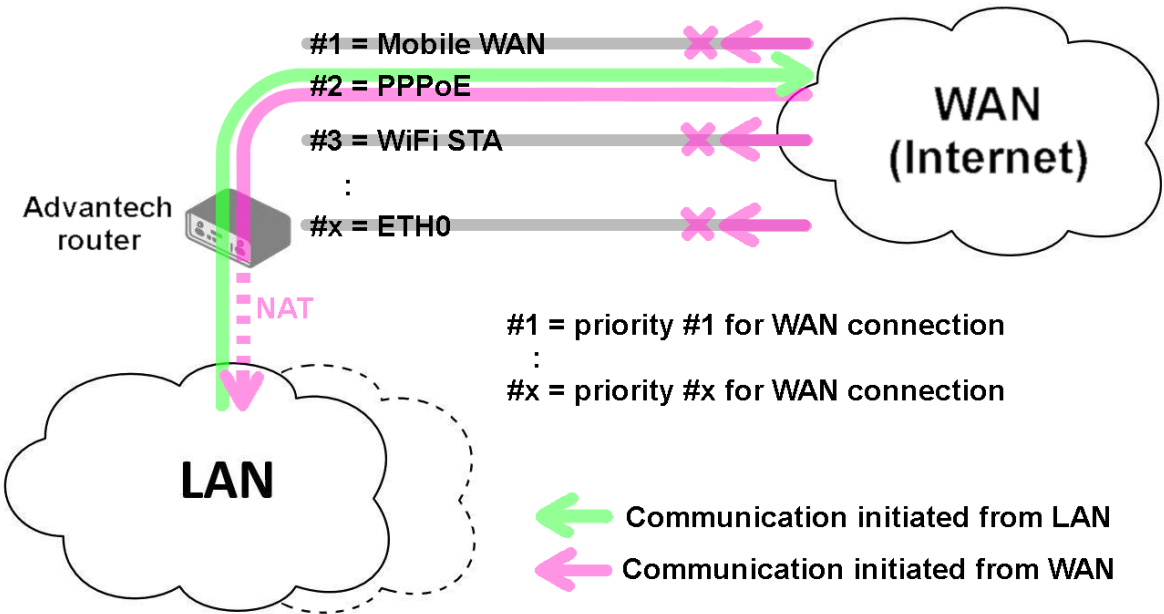 #1 = Mobile WAN
#2 = PPPoE
#3 = WiFi STA
:
#x = ETH0
WAN
(Internet)
Advantech
router
NAT
#1 = priority #1 for WAN connection
:
#x = priority #x for WAN connection
LAN
Communication initiated from LAN
Communication initiated from WAN